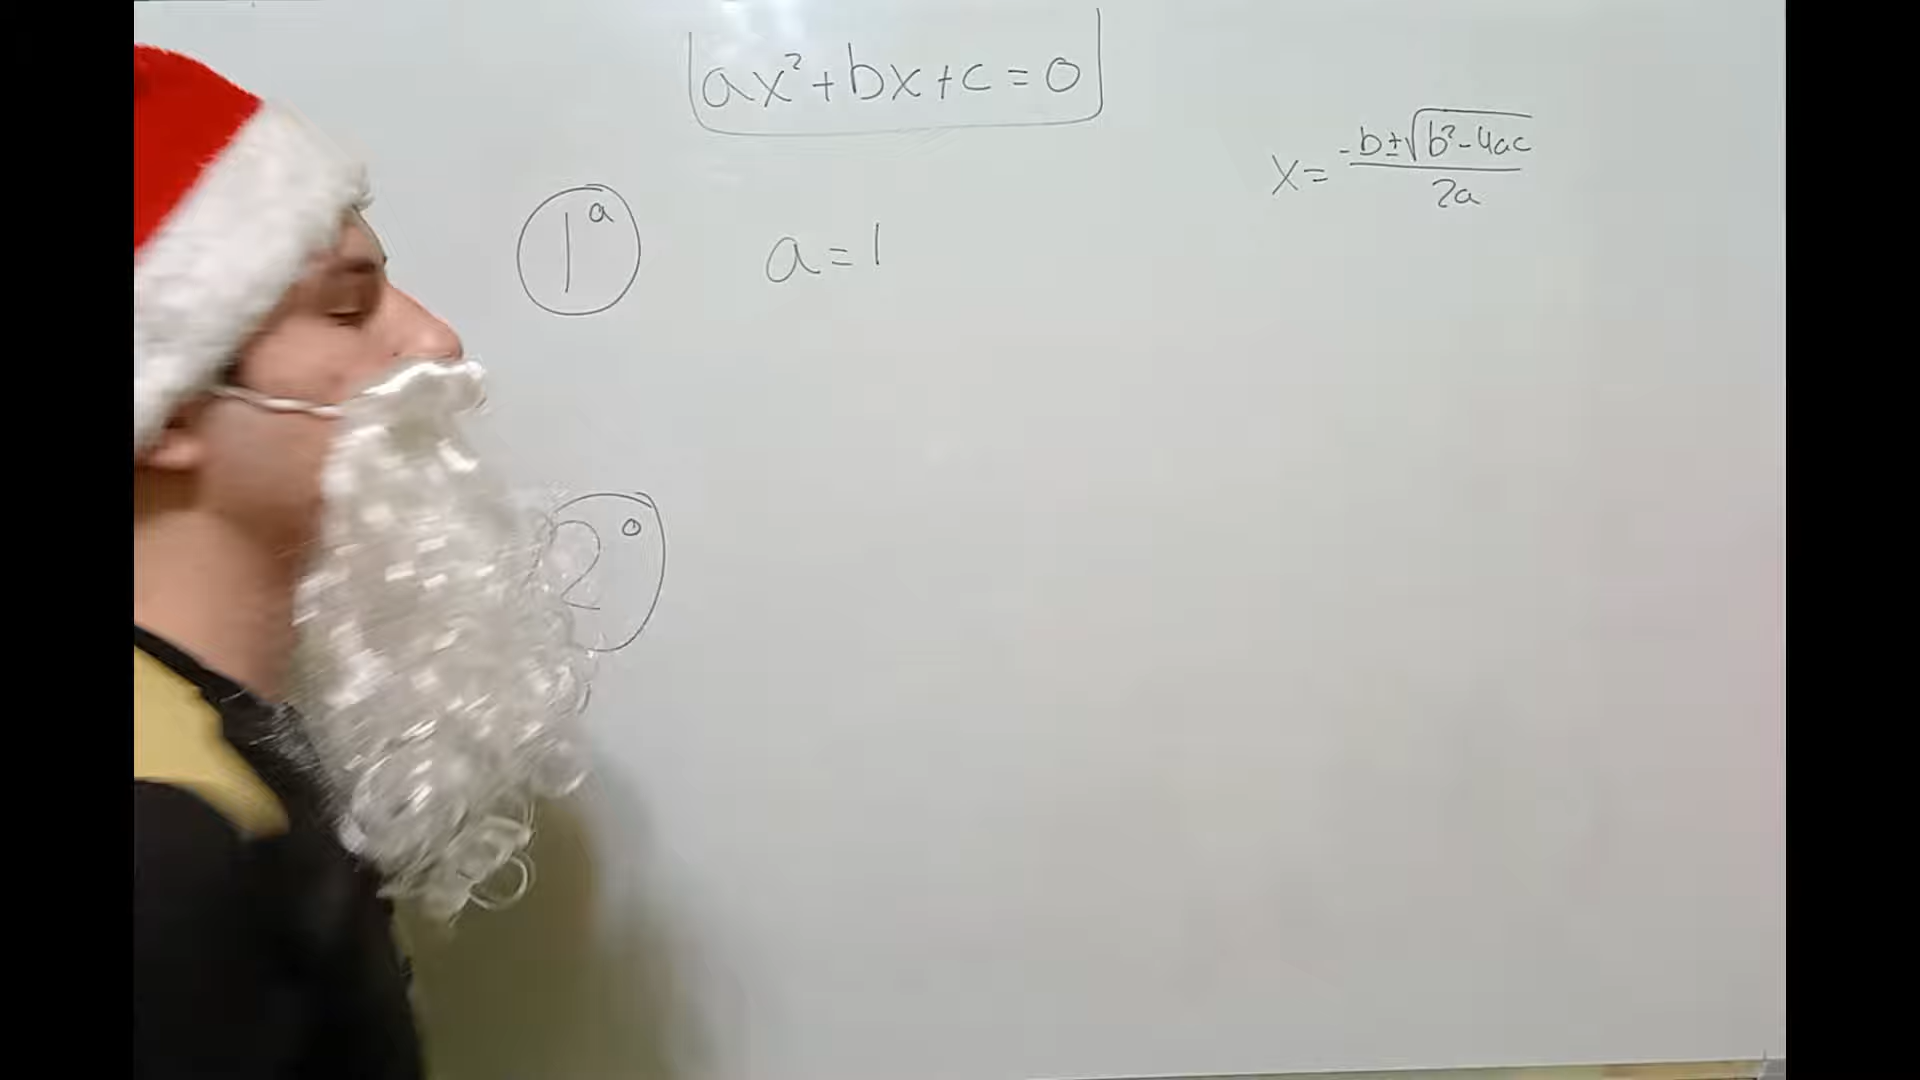 ax²+bx+c=0
x= -b±√b²-4ac / 2a
1ª a=1
2º